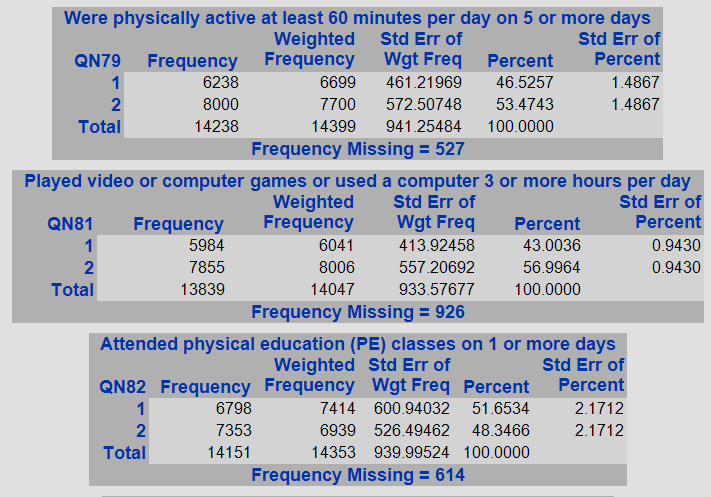 Were physically active at least 60 minutes per day on 5 or more days
Weighted Std Err of Std Err of
QN79 Frequency Frequency Wgt Freq Percent Percent
1 6238 6699 461.21969 46.5257 1.4867
2 8000 7700 572.50748 53.4743 1.4867
Total 14238 14399 941.25484 100.0000
Frequency Missing = 527
Played video or computer games or used a computer 3 or more hours per day
Weighted Std Err of Std Err of
QN81 Frequency Frequency Wgt Freq Percent Percent
1 5984 6041 413.92458 43.0036 0.9430
2 7855 8006 557.20692 56.9964 0.9430
Total 13839 14047 933.57677 100.0000
Frequency Missing = 926
Attended physical education (PE) classes on 1 or more days
Weighted Std Err of Std Err of
QN82 Frequency Frequency Wgt Freq Percent Percent
1 6798 7414 600.94032 51.6534 2.1712
2 7353 6939 526.49462 48.3466 2.1712
Total 14151 14353 939.99524 100.0000
Frequency Missing = 614